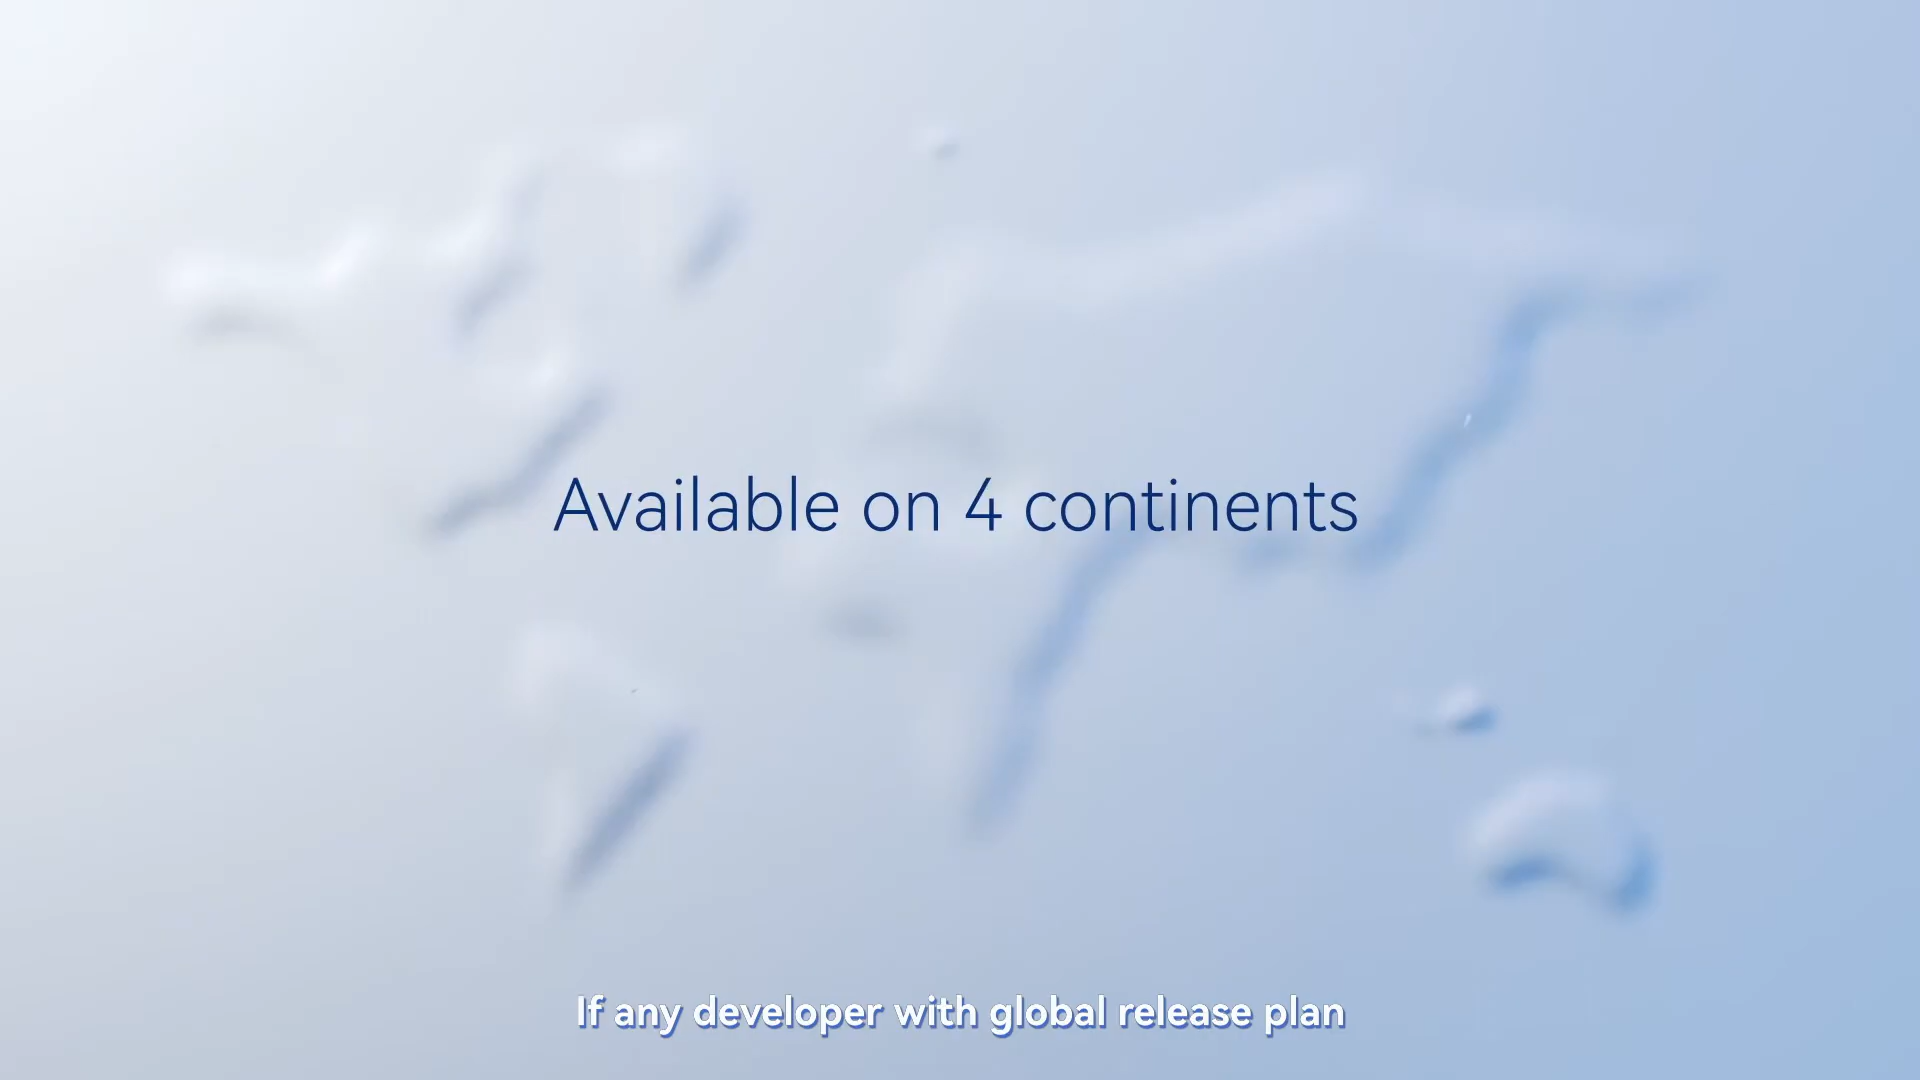 Available on 4 continents
If any developer with global release plan